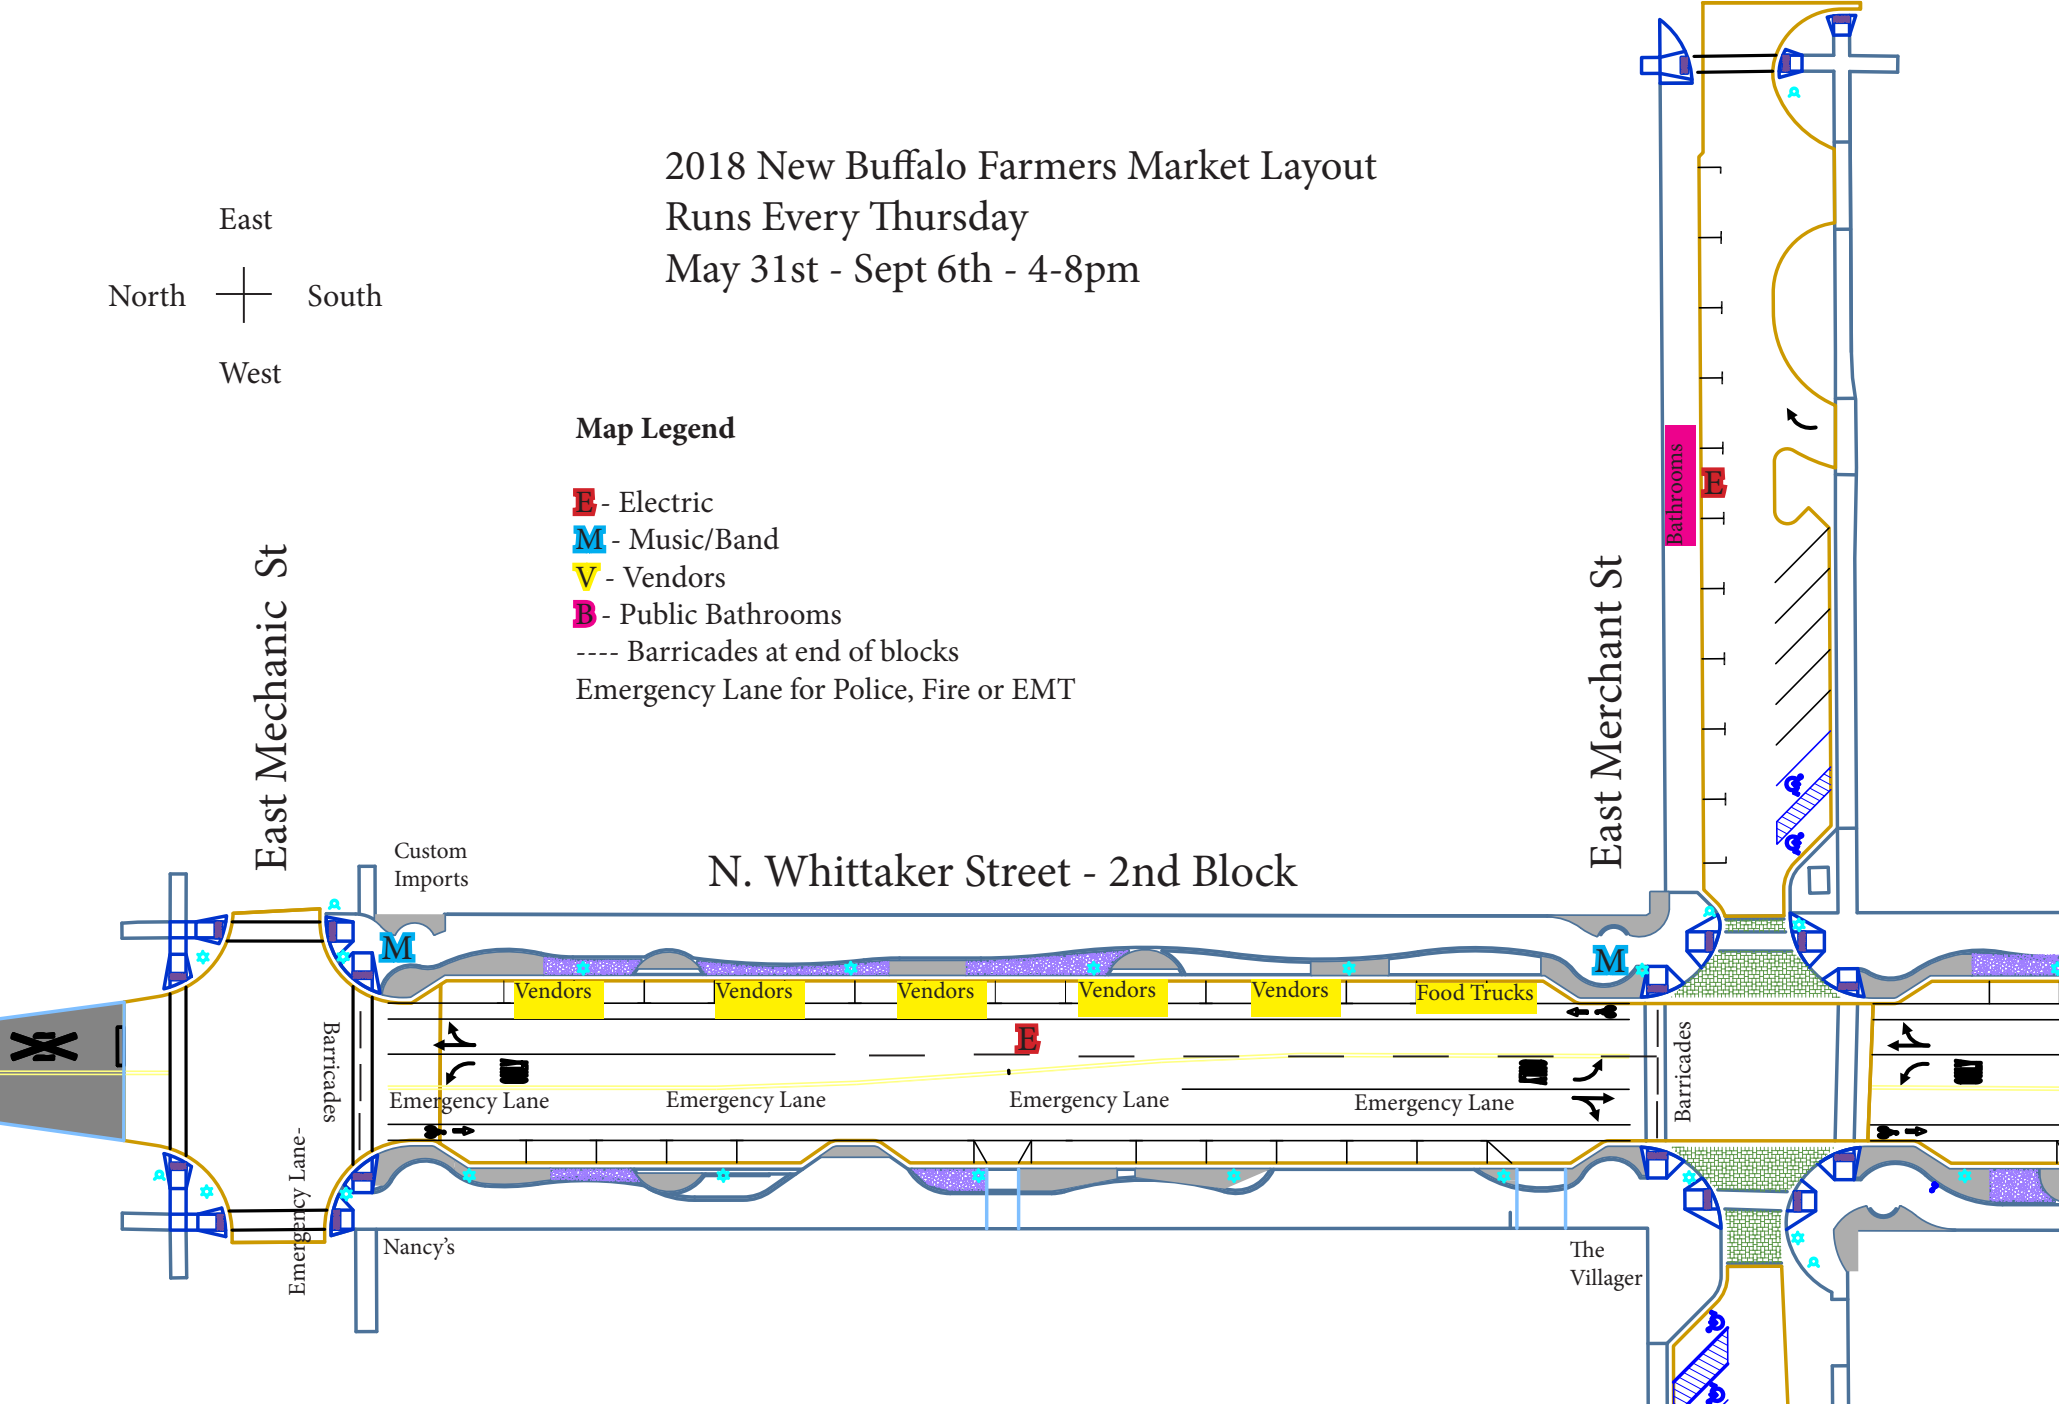 2018 New Buffalo Farmers Market Layout
Runs Every Thursday
May 31st - Sept 6th - 4-8pm
East
North
South
West
Map Legend
E - Electric
M - Music/Band
V - Vendors
B - Public Bathrooms
---- Barricades at end of blocks
Emergency Lane for Police, Fire or EMT
Bathrooms
E
East Mechanic St
East Merchant St
Custom
Imports
N. Whittaker Street - 2nd Block
M
M
Vendors
Vendors
Vendors
Vendors
Vendors
Food Trucks
E
Barricades
Barricades
Emergency Lane
Emergency Lane
Emergency Lane
Emergency Lane
Emergency Lane-
Nancy's
The
Villager